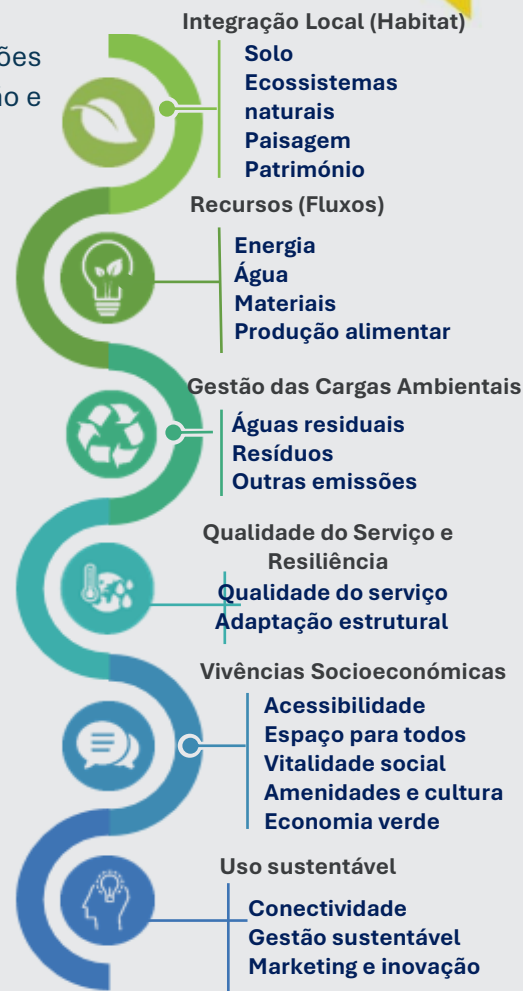 Integração Local (Habitat)
ões
o e
Solo
Ecossistemas
naturais
Paisagem
Património
Recursos (Fluxos)
Energia
Água
Materiais
Produção alimentar
Gestão das Cargas Ambientais
Águas residuais
Resíduos
Outras emissões
Qualidade do Serviço e
Resiliência
Qualidade do serviço
Adaptação estrutural
Vivências Socioeconómicas
Acessibilidade
Espaço para todos
Vitalidade social
Amenidades e cultura
Economia verde
Uso sustentável
Conectividade
Gestão sustentável
Marketing e inovação